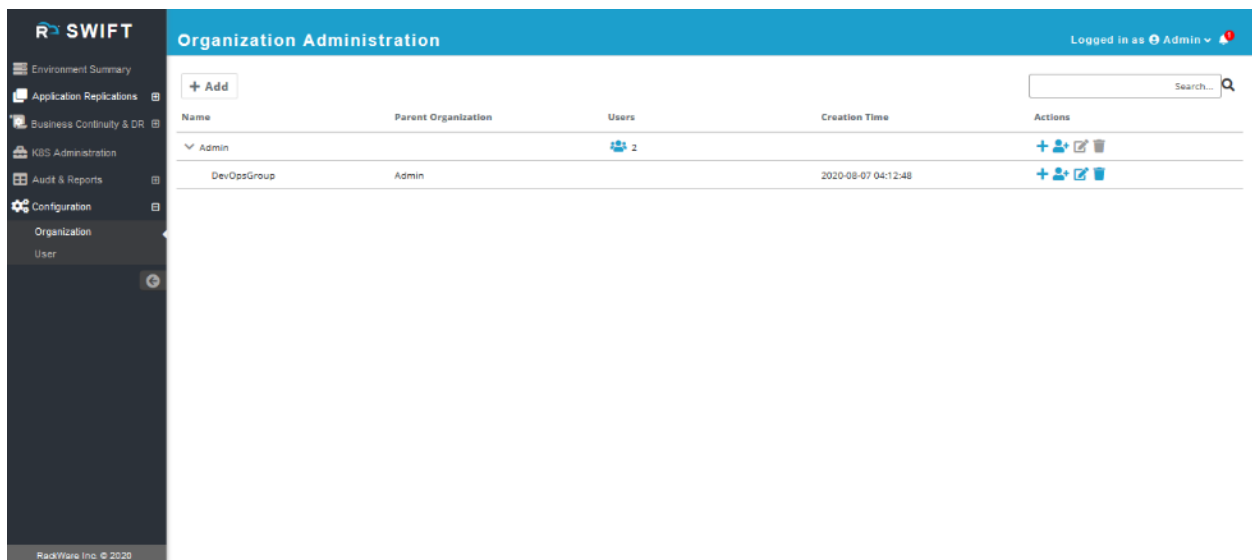 SWIFT
Organization Administration
Logged in as Admin
1
Environment Summary
Application Replications
Business Continuity & DR
K8S Administration
Audit & Reports
Configuration
Organization
User
+ Add
Search...
Name Parent Organization Users Creation Time Actions
Admin 2
DevOpsGroup Admin 2020-08-07 04:12:48
RackWare Inc. © 2020